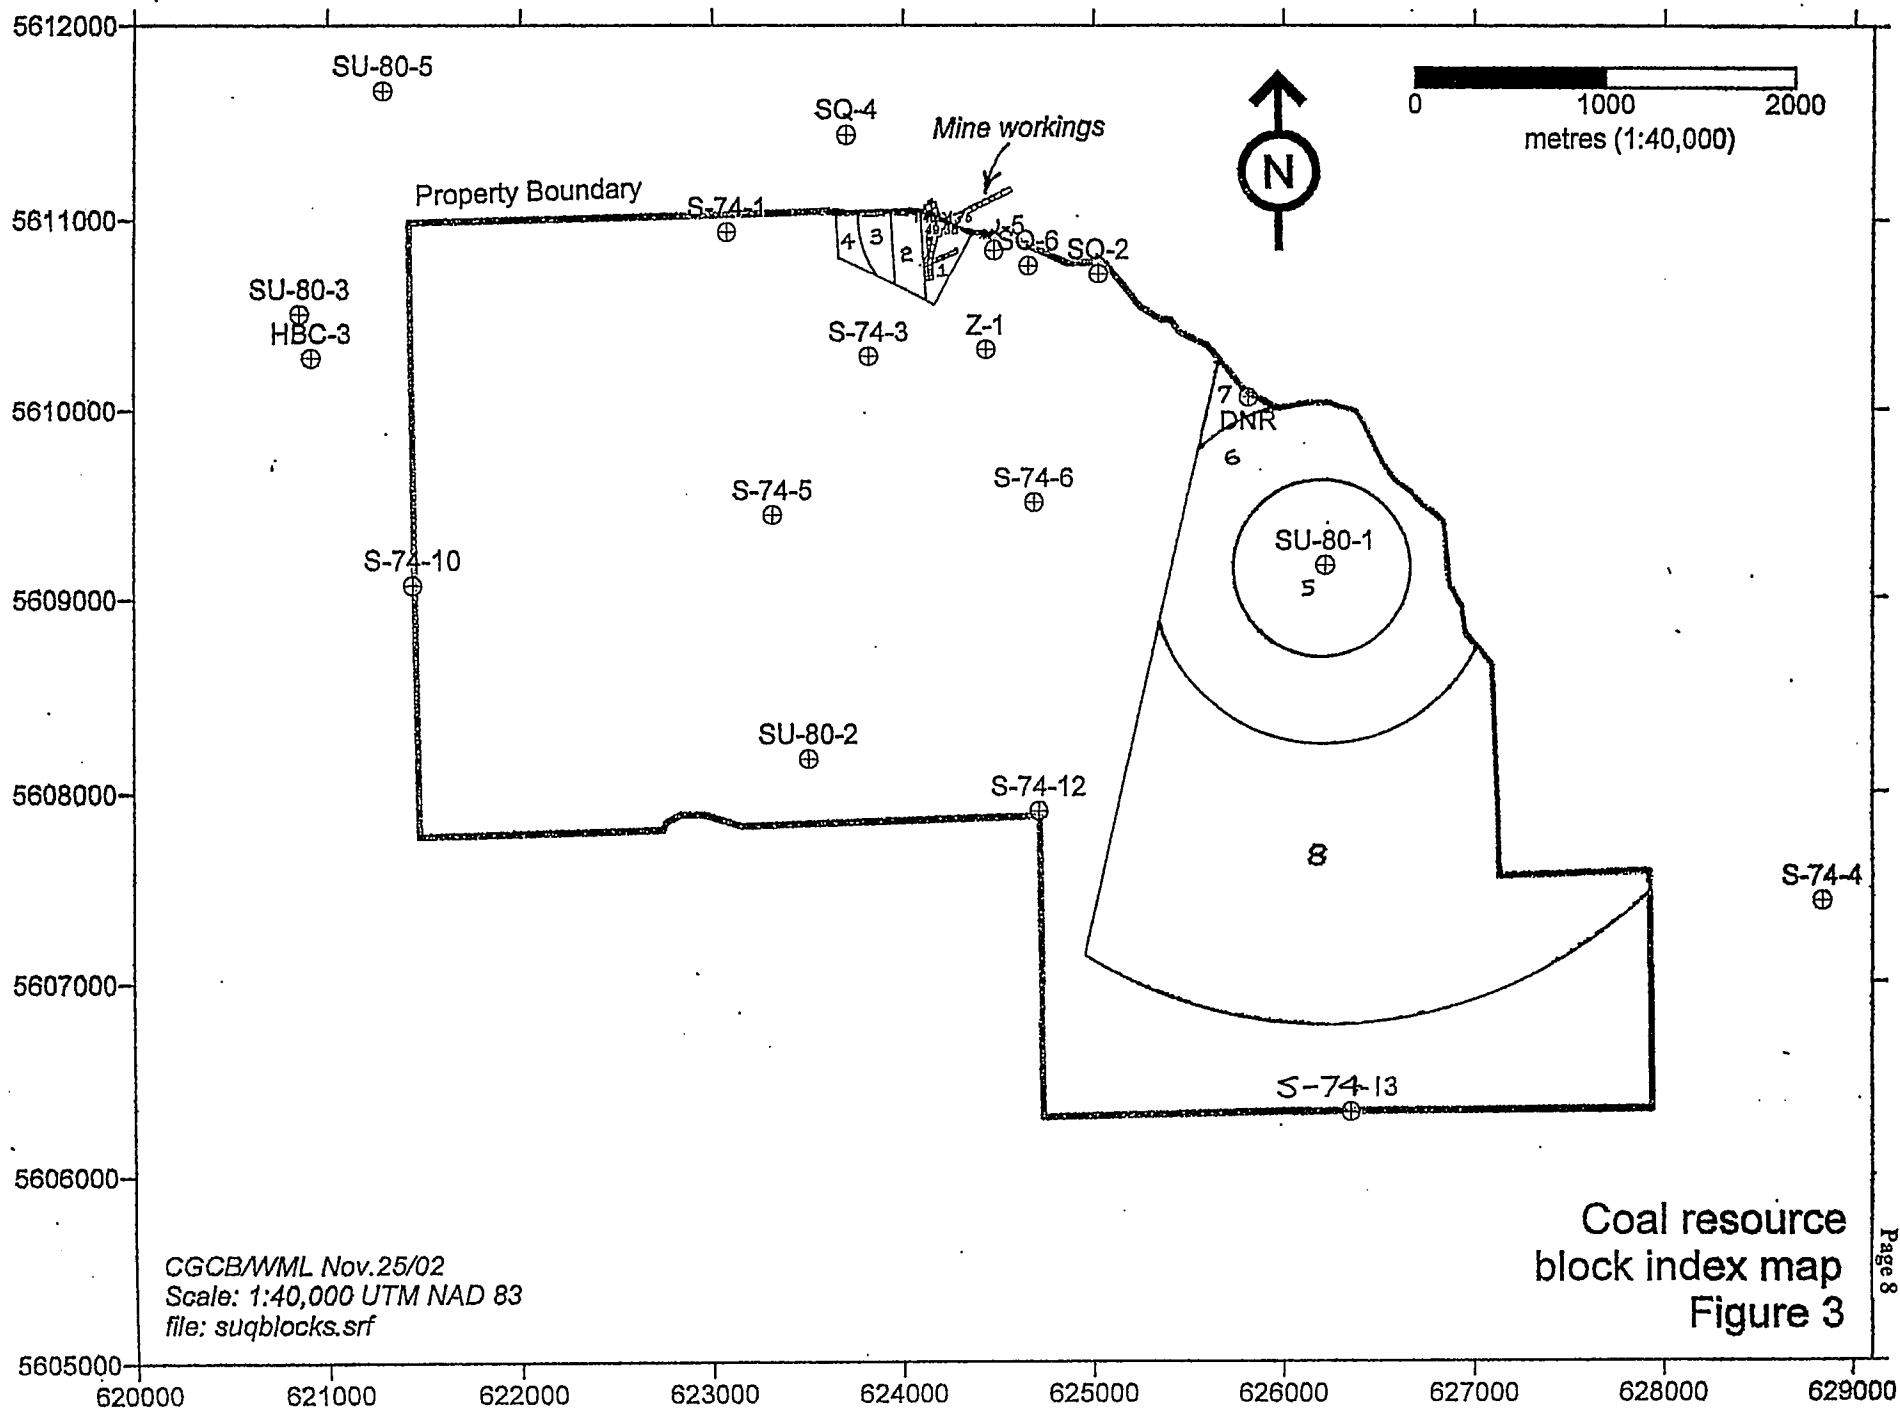 5612000
SU-80-5
SQ-4
Mine workings
N
0 1000 2000
metres (1:40,000)
Property Boundary
5611000
S-74-1
4 3 2 1
SQ-6
SQ-2
SU-80-3
HBC-3
S-74-3
Z-1
5610000
7
DNR
6
S-74-5
S-74-6
SU-80-1
5
S-74-10
5609000
SU-80-2
S-74-12
5608000
8
S-74-4
5607000
S-74-13
5606000
Coal resource
block index map
Figure 3
Page 8
CGCB/WML Nov.25/02
Scale: 1:40,000 UTM NAD 83
file: suqblocks.srf
5605000
620000 621000 622000 623000 624000 625000 626000 627000 628000 629000